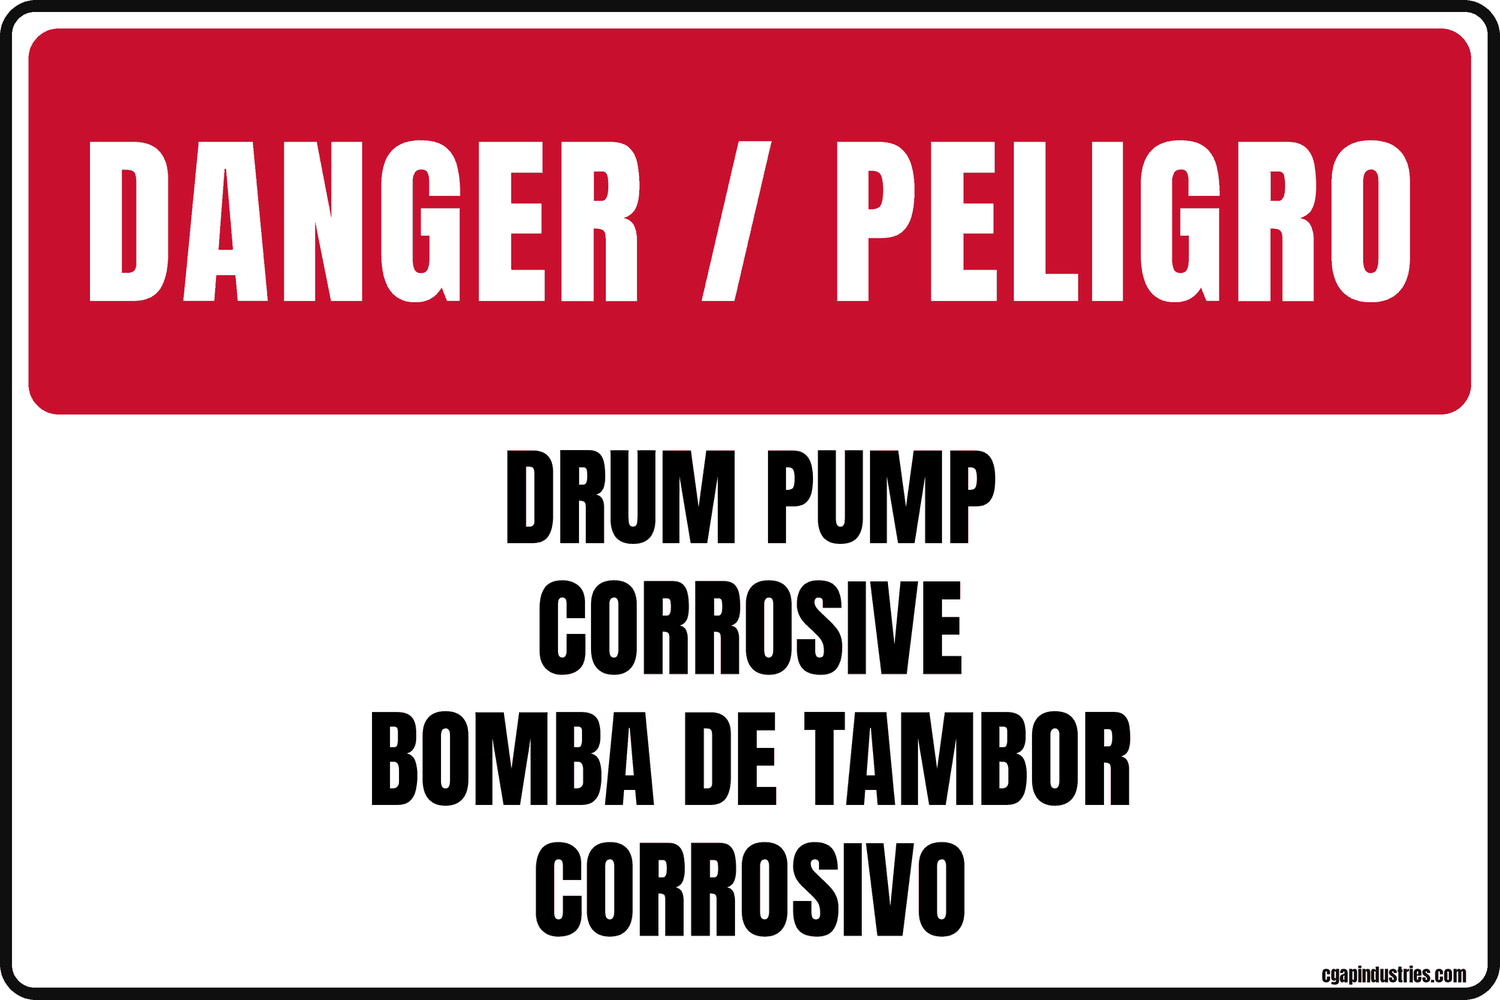 DANGER / PELIGRO
DRUM PUMP
CORROSIVE
BOMBA DE TAMBOR
CORROSIVO
cgapindustries.com